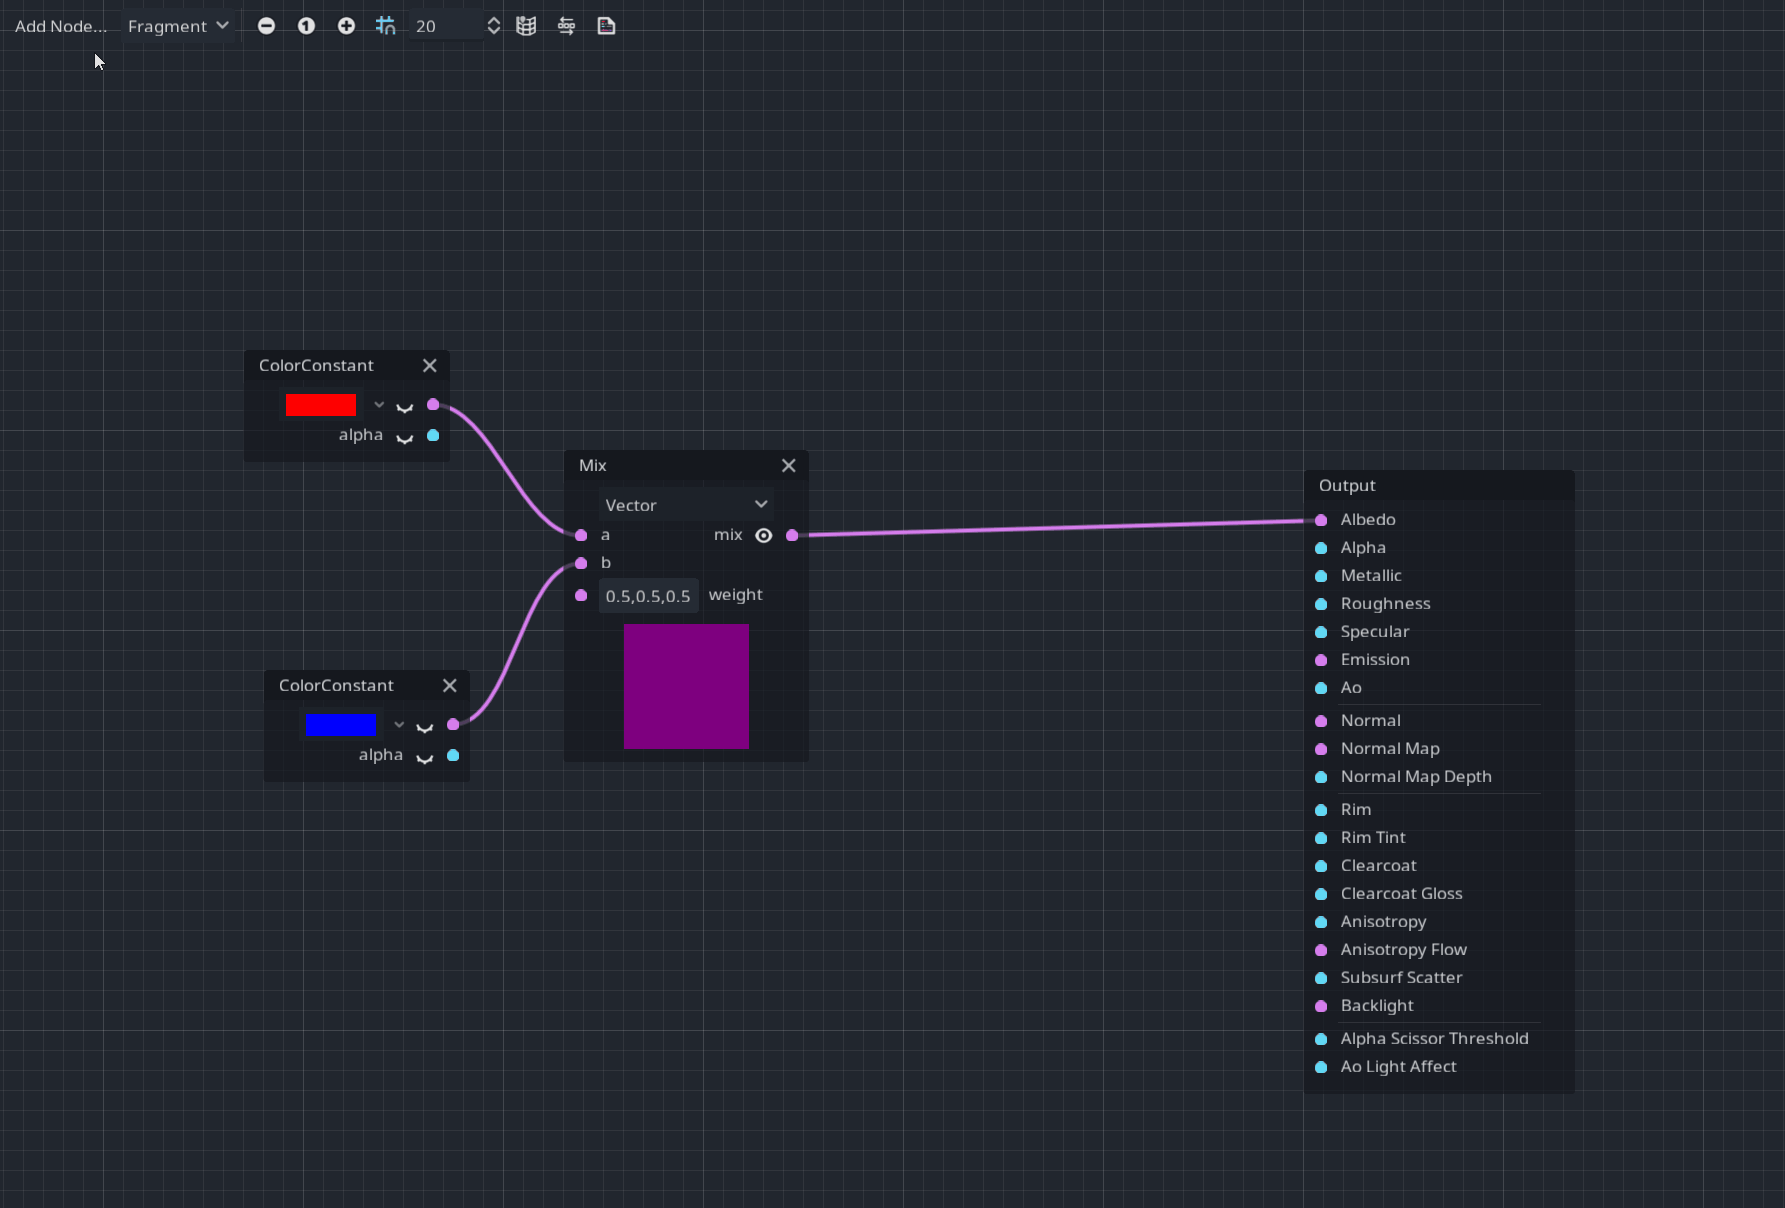 Add Node... Fragment 1 20
ColorConstant
alpha
Mix
Vector
a mix
b
0.5,0.5,0.5 weight
ColorConstant
alpha
Output
Albedo
Alpha
Metallic
Roughness
Specular
Emission
Ao
Normal
Normal Map
Normal Map Depth
Rim
Rim Tint
Clearcoat
Clearcoat Gloss
Anisotropy
Anisotropy Flow
Subsurf Scatter
Backlight
Alpha Scissor Threshold
Ao Light Affect